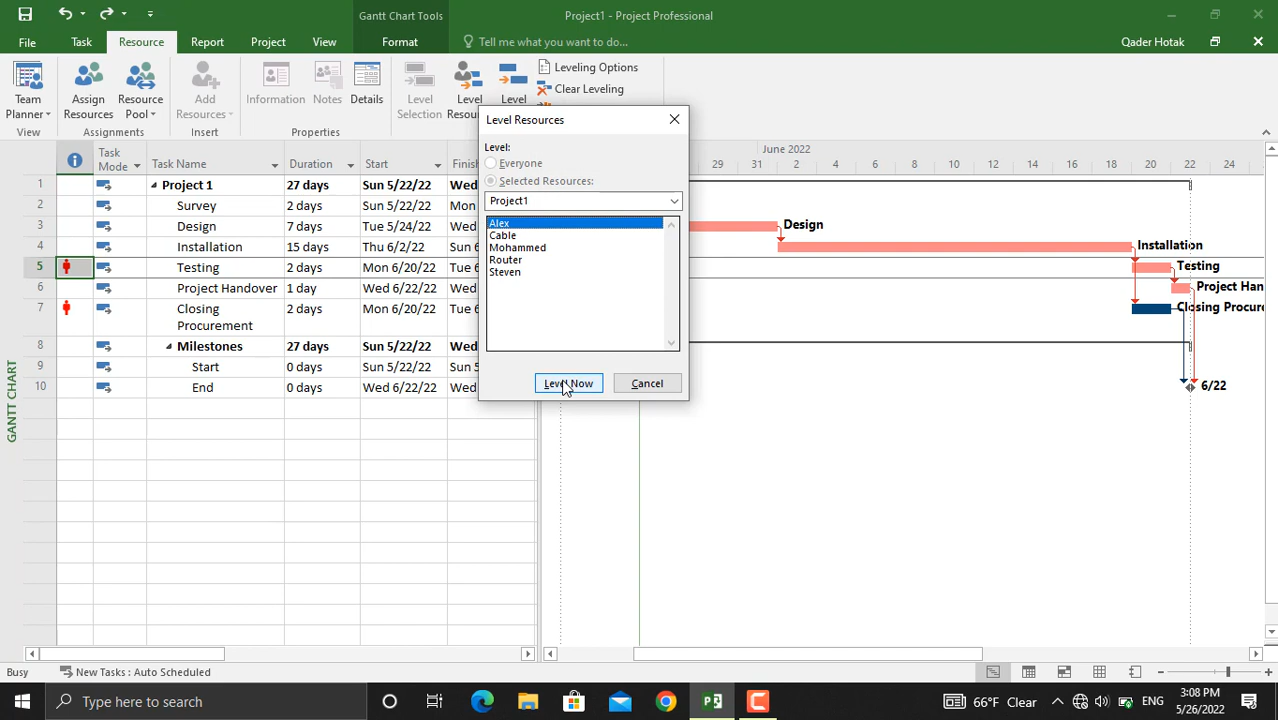 Gantt Chart Tools
Project1 - Project Professional
File
Task
Resource
Report
Project
View
Format
Tell me what you want to do...
Qader Hotak
Team
Planner
Assign
Resources
Resource
Pool
Add
Resources
Information
Notes
Details
Level
Selection
Level
Level
Leveling Options
Clear Leveling
View
Assignments
Insert
Properties
Level Resources
Level:
Everyone
Selected Resources:
Project1
Alex
Cable
Mohammed
Router
Steven
Level Now
Cancel
Task
Mode
Task Name
Duration
Start
Finish
1 Project 1 27 days Sun 5/22/22 Wed
2 Survey 2 days Sun 5/22/22 Mon
3 Design 7 days Tue 5/24/22 Wed
4 Installation 15 days Thu 6/2/22 Wed
5 Testing 2 days Mon 6/20/22 Tue 6
6 Project Handover 1 day Wed 6/22/22 Wed
7 Closing
Procurement 2 days Mon 6/20/22 Tue 6
8 Milestones 27 days Sun 5/22/22 Wed
9 Start 0 days Sun 5/22/22 Sun
10 End 0 days Wed 6/22/22 Wed
June 2022
29 31 2 4 6 8 10 12 14 16 18 20 22 24
Design
Installation
Testing
Project Han
Closing Procure
6/22
GANTT CHART
Busy
New Tasks : Auto Scheduled
Type here to search
66°F Clear
ENG
3:08 PM
5/26/2022